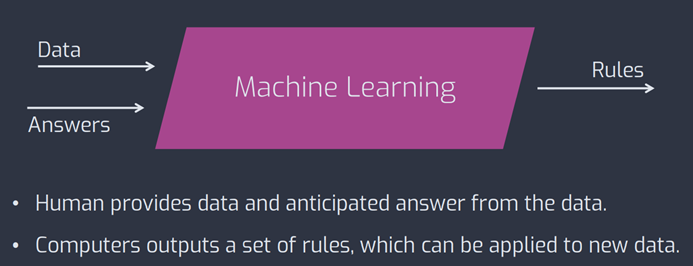 Data
Machine Learning
Rules
Answers
• Human provides data and anticipated answer from the data.
• Computers outputs a set of rules, which can be applied to new data.